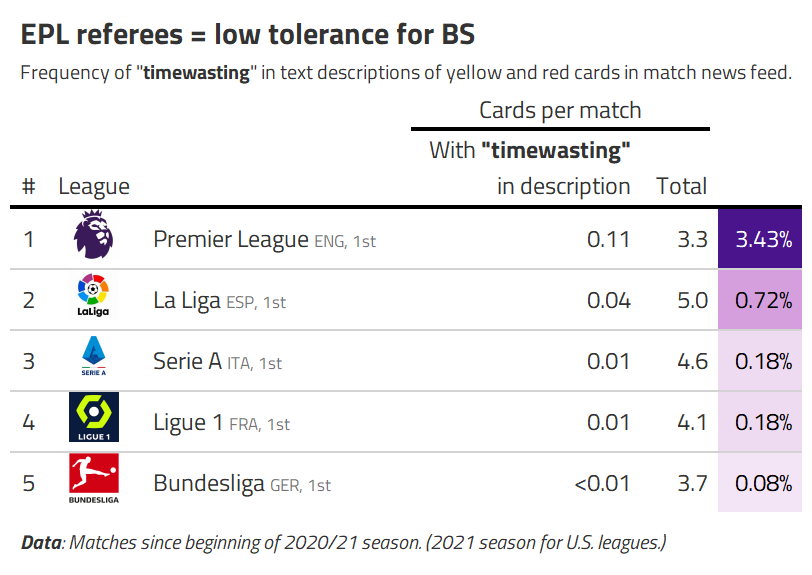 EPL referees = low tolerance for BS
Frequency of "timewasting" in text descriptions of yellow and red cards in match news feed.
Cards per match
With "timewasting"
# League in description Total
1 Premier League ENG, 1st 0.11 3.3 3.43%
LaLiga
2 La Liga ESP, 1st 0.04 5.0 0.72%
SERIE A
3 Serie A ITA, 1st 0.01 4.6 0.18%
LIGUE 1
4 Ligue 1 FRA, 1st 0.01 4.1 0.18%
BUNDESLIGA
5 Bundesliga GER, 1st <0.01 3.7 0.08%
Data: Matches since beginning of 2020/21 season. (2021 season for U.S. leagues.)